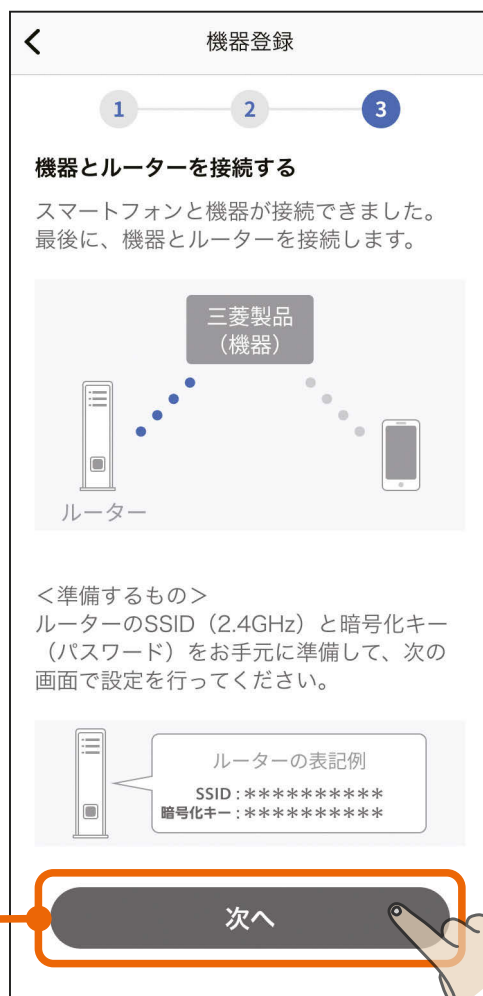 機器登録
1 2 3
機器とルーターを接続する
スマートフォンと機器が接続できました。
最後に、機器とルーターを接続します。
三菱製品
（機器）
ルーター
＜準備するもの＞
ルーターのSSID（2.4GHz）と暗号化キー
（パスワード）をお手元に準備して、次の
画面で設定を行ってください。
ルーターの表記例
SSID：**********
暗号化キー：**********
次へ